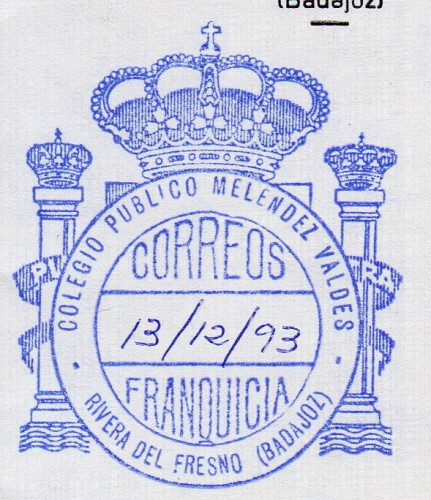 (Badajoz)
COLEGIO PUBLICO MELENDEZ VALDES
CORREOS
13/12/93
FRANQUICIA
RIVERA DEL FRESNO (BADAJOZ)